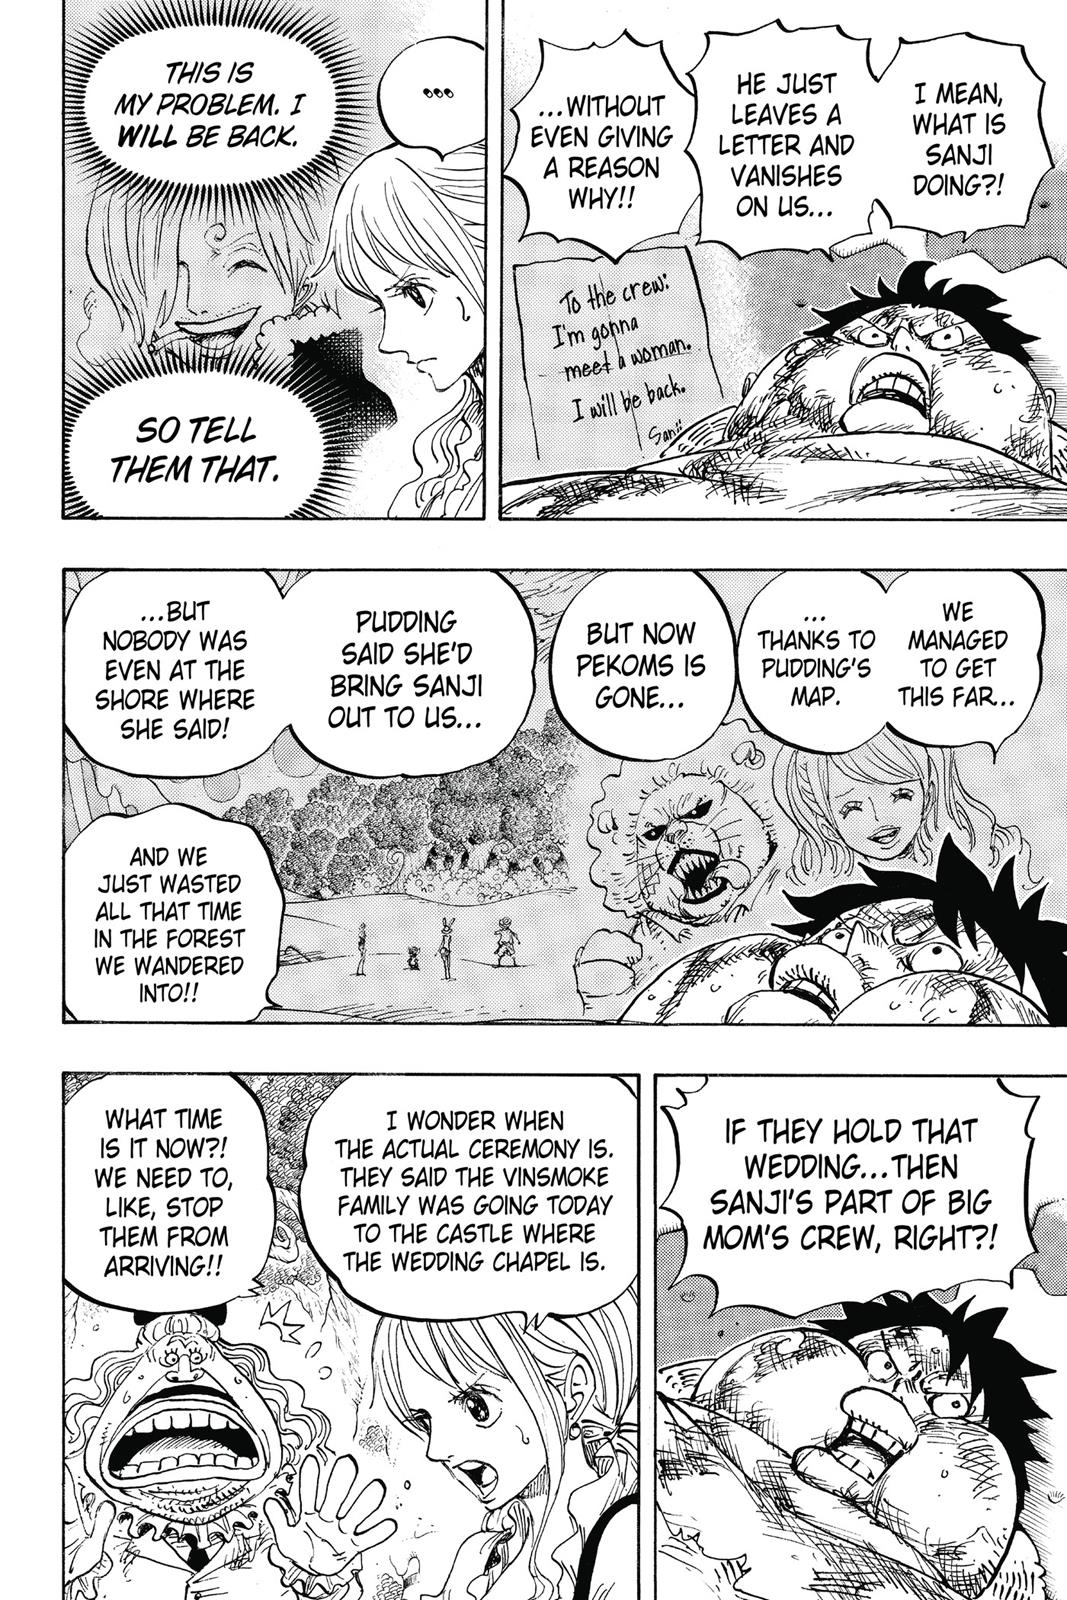 I MEAN,
WHAT IS
SANJI
DOING?!
HE JUST
LEAVES A
LETTER AND
VANISHES
ON US...
...WITHOUT
EVEN GIVING
A REASON
WHY!!
To the crew:
I'm gonna
meet a woman.
I will be back.
Sanji
...
THIS IS
MY PROBLEM. I
WILL BE BACK.
SO TELL
THEM THAT.
WE
MANAGED
TO GET
THIS FAR...
...
THANKS TO
PUDDING'S
MAP.
BUT NOW
PEKOMS IS
GONE...
PUDDING
SAID SHE'D
BRING SANJI
OUT TO US...
...BUT
NOBODY WAS
EVEN AT THE
SHORE WHERE
SHE SAID!
AND WE
JUST WASTED
ALL THAT TIME
IN THE FOREST
WE WANDERED
INTO!!
IF THEY HOLD THAT
WEDDING...THEN
SANJI'S PART OF BIG
MOM'S CREW, RIGHT?!
I WONDER WHEN
THE ACTUAL CEREMONY IS.
THEY SAID THE VINSMOKE
FAMILY WAS GOING TODAY
TO THE CASTLE WHERE
THE WEDDING CHAPEL IS.
WHAT TIME
IS IT NOW?!
WE NEED TO,
LIKE, STOP
THEM FROM
ARRIVING!!